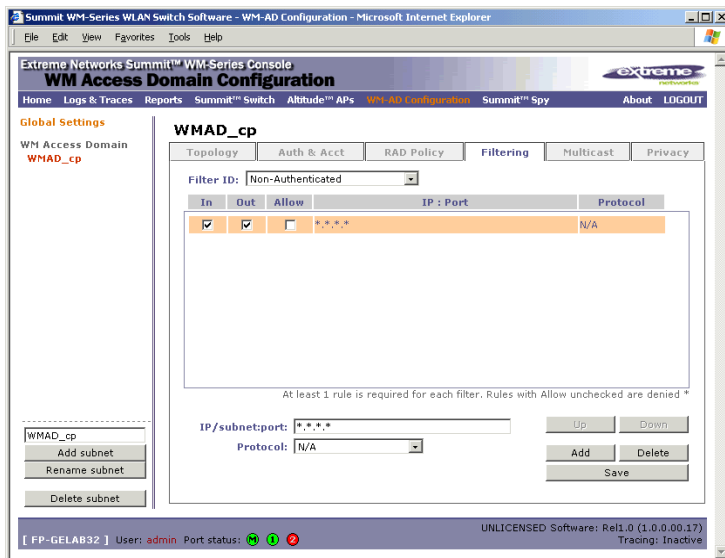 Summit WM-Series WLAN Switch Software - WM-AD Configuration - Microsoft Internet Explorer
File Edit View Favorites Tools Help
Extreme Networks Summit™ WM-Series Console
WM Access Domain Configuration
extreme networks
Home Logs & Traces Reports Summit™ Switch Altitude™ APs WM-AD Configuration Summit™ Spy About LOGOUT
Global Settings
WM Access Domain
WMAD_cp
WMAD_cp
Topology Auth & Acct RAD Policy Filtering Multicast Privacy
Filter ID: Non-Authenticated
In Out Allow IP : Port Protocol
*.*.*.* N/A
At least 1 rule is required for each filter. Rules with Allow unchecked are denied *
IP/subnet:port: *.*.*.*
Protocol: N/A
Up Down
Add Delete
Save
WMAD_cp
Add subnet
Rename subnet
Delete subnet
[ FP-GELAB32 ] User: admin Port status: M 1 2
UNLICENSED Software: Rel1.0 (1.0.0.00.17)
Tracing: Inactive